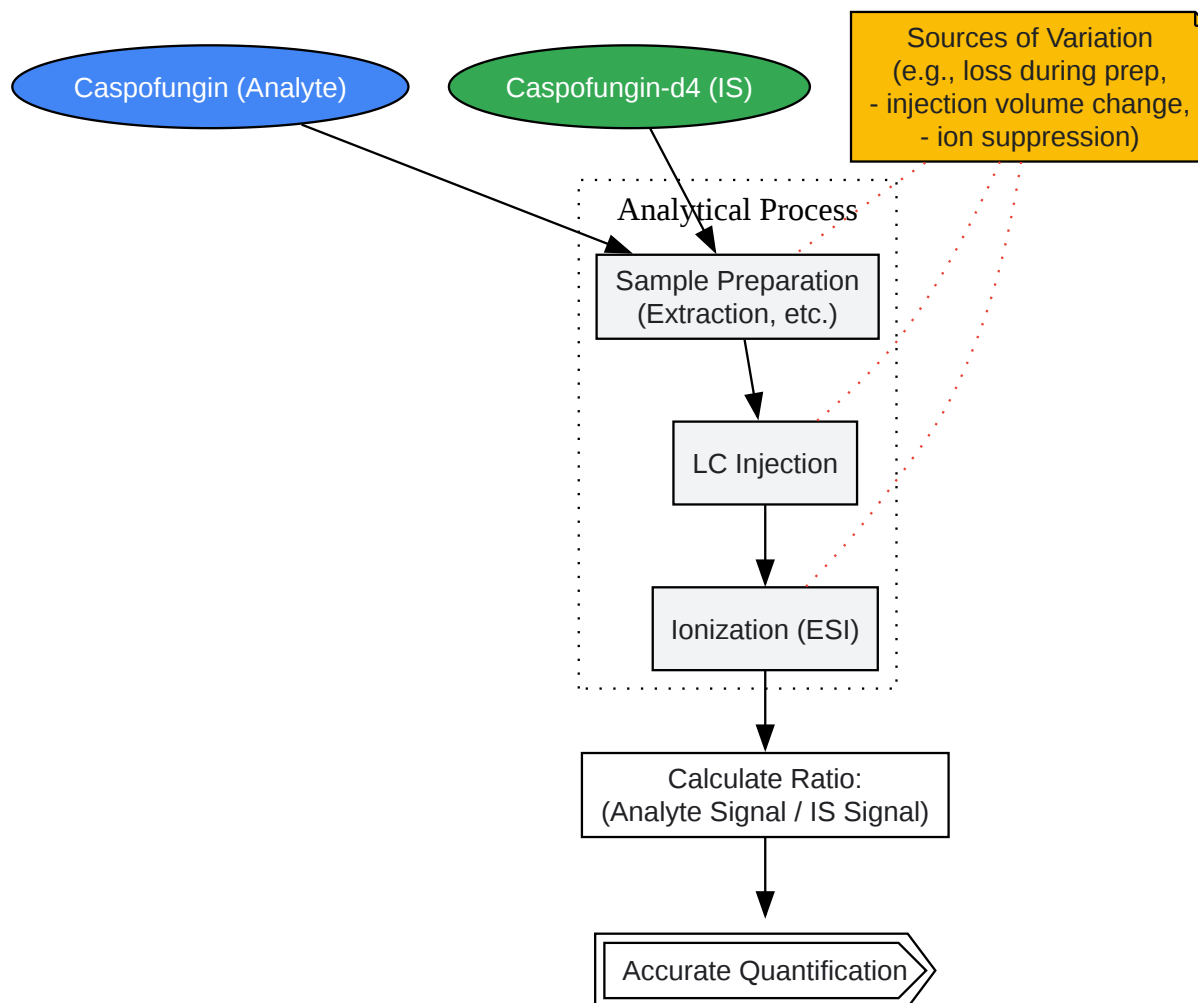 Caspofungin (Analyte)
Caspofungin-d4 (IS)
Sources of Variation
(e.g., loss during prep,
- injection volume change,
- ion suppression)
Analytical Process
Sample Preparation
(Extraction, etc.)
LC Injection
Ionization (ESI)
Calculate Ratio:
(Analyte Signal / IS Signal)
Accurate Quantification